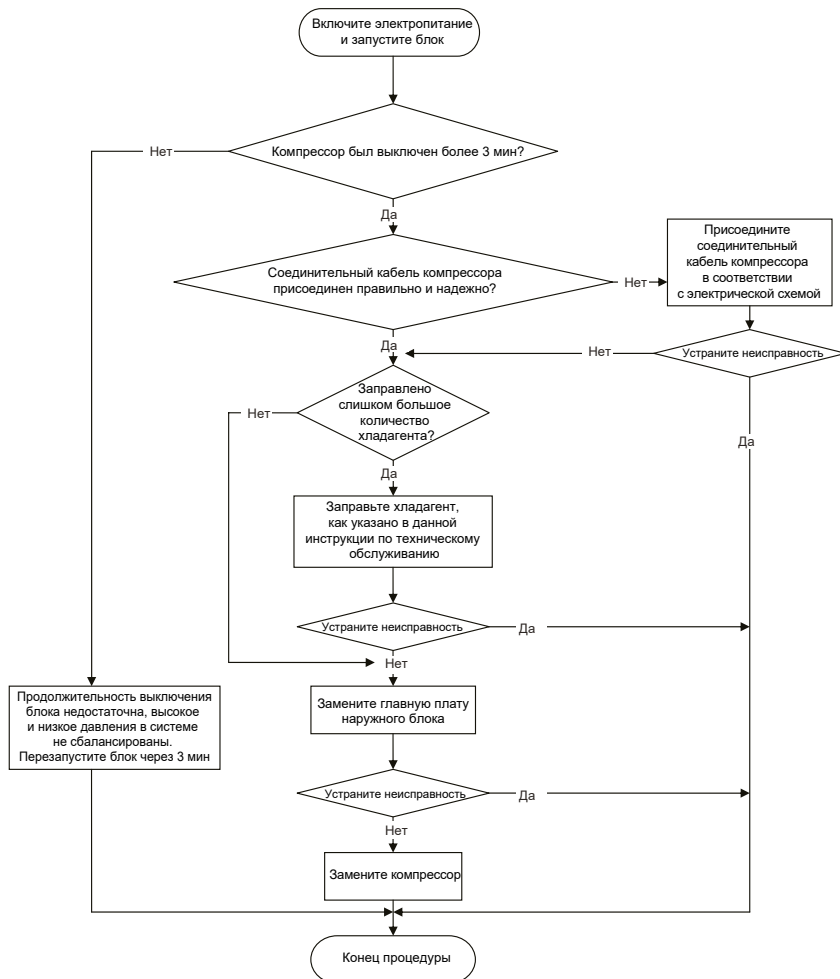 Включите электропитание
и запустите блок
Нет
Компрессор был выключен более 3 мин?
Да
Соединительный кабель компрессора
присоединен правильно и надежно?
Нет
Присоедините
соединительный
кабель компрессора
в соответствии
с электрической схемой
Да
Нет
Устраните неисправность
Заправлено
слишком большое
количество
хладагента?
Нет
Да
Да
Заправьте хладагент,
как указано в данной
инструкции по техническому
обслуживанию
Устраните неисправность
Да
Нет
Продолжительность выключения
блока недостаточна, высокое
и низкое давления в системе
не сбалансированы.
Перезапустите блок через 3 мин
Замените главную плату
наружного блока
Устраните неисправность
Да
Нет
Замените компрессор
Конец процедуры